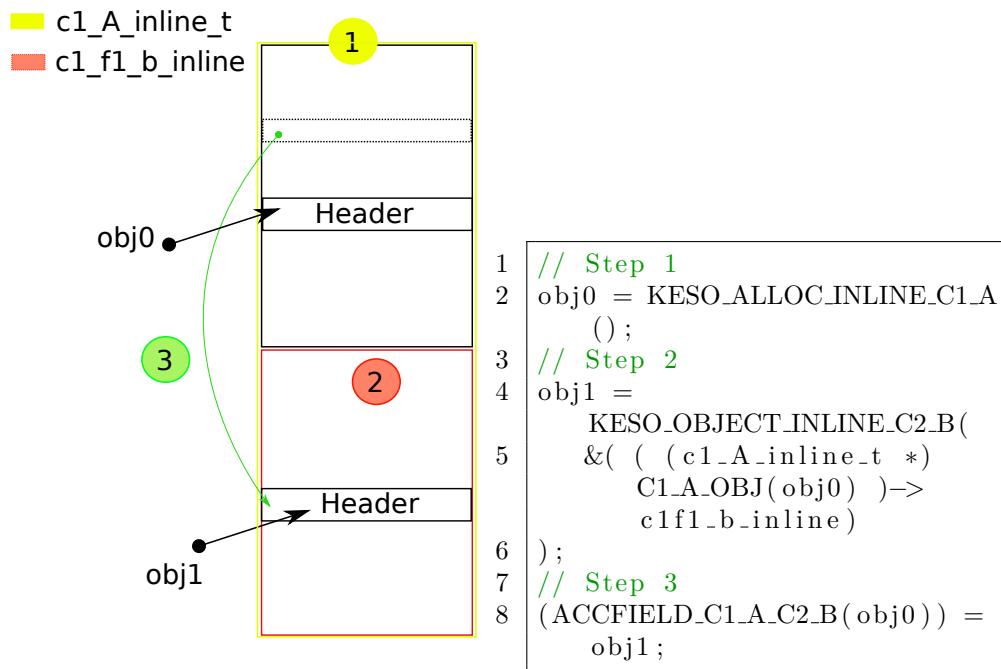 c1_A_inline_t
c1_f1_b_inline
1
Header
obj0
3
2
Header
obj1
1 // Step 1
2 obj0 = KESO_ALLOC_INLINE_C1_A
();
3 // Step 2
4 obj1 =
KESO_OBJECT_INLINE_C2_B(
5 &( ( (c1_A_inline_t *)
C1_A_OBJ(obj0) )->
c1f1_b_inline)
6 );
7 // Step 3
8 (ACCFIELD_C1_A_C2_B(obj0)) =
obj1;